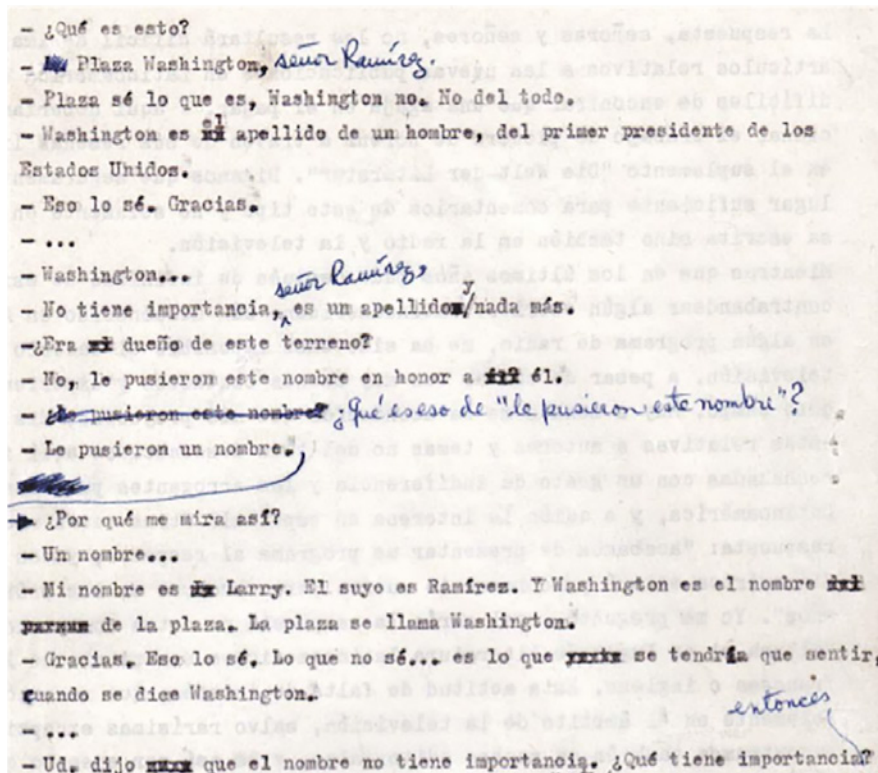 - ¿Qué es esto?
- Plaza Washington, señor Ramírez.
- Plaza sé lo que es, Washington no. No del todo.
- Washington es el apellido de un hombre, del primer presidente de los
Estados Unidos.
- Eso lo sé. Gracias.
- ...
- Washington...
- No tiene importancia, señor Ramírez, es un apellido y/nada más.
-¿Era dueño de este terreno?
- No, le pusieron este nombre en honor a él.
- ¿Le pusieron este nombre? ¿Qué es eso de "le pusieron este nombre"?
- Le pusieron un nombre.
- ¿Por qué me mira así?
- Un nombre...
- Mi nombre es Larry. El suyo es Ramírez. Y Washington es el nombre
de la plaza. La plaza se llama Washington.
- Gracias. Eso lo sé. Lo que no sé... es lo que se tendría que sentir,
cuando se dice Washington.
- ...
- Ud. dijo que el nombre no tiene importancia. ¿Qué tiene importancia entonces?